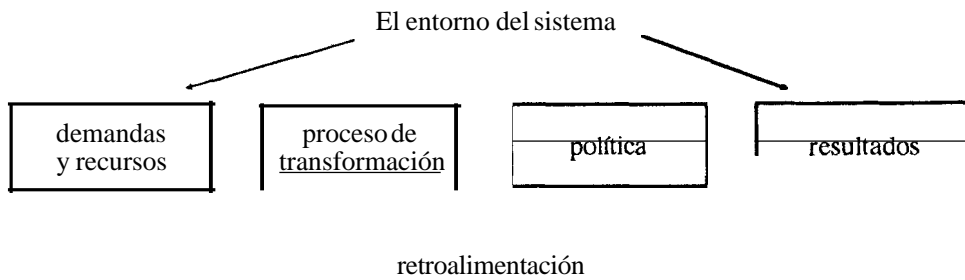 El entorno del sistema
demandas
y recursos
proceso de
transformación
política
resultados
retroalimentación